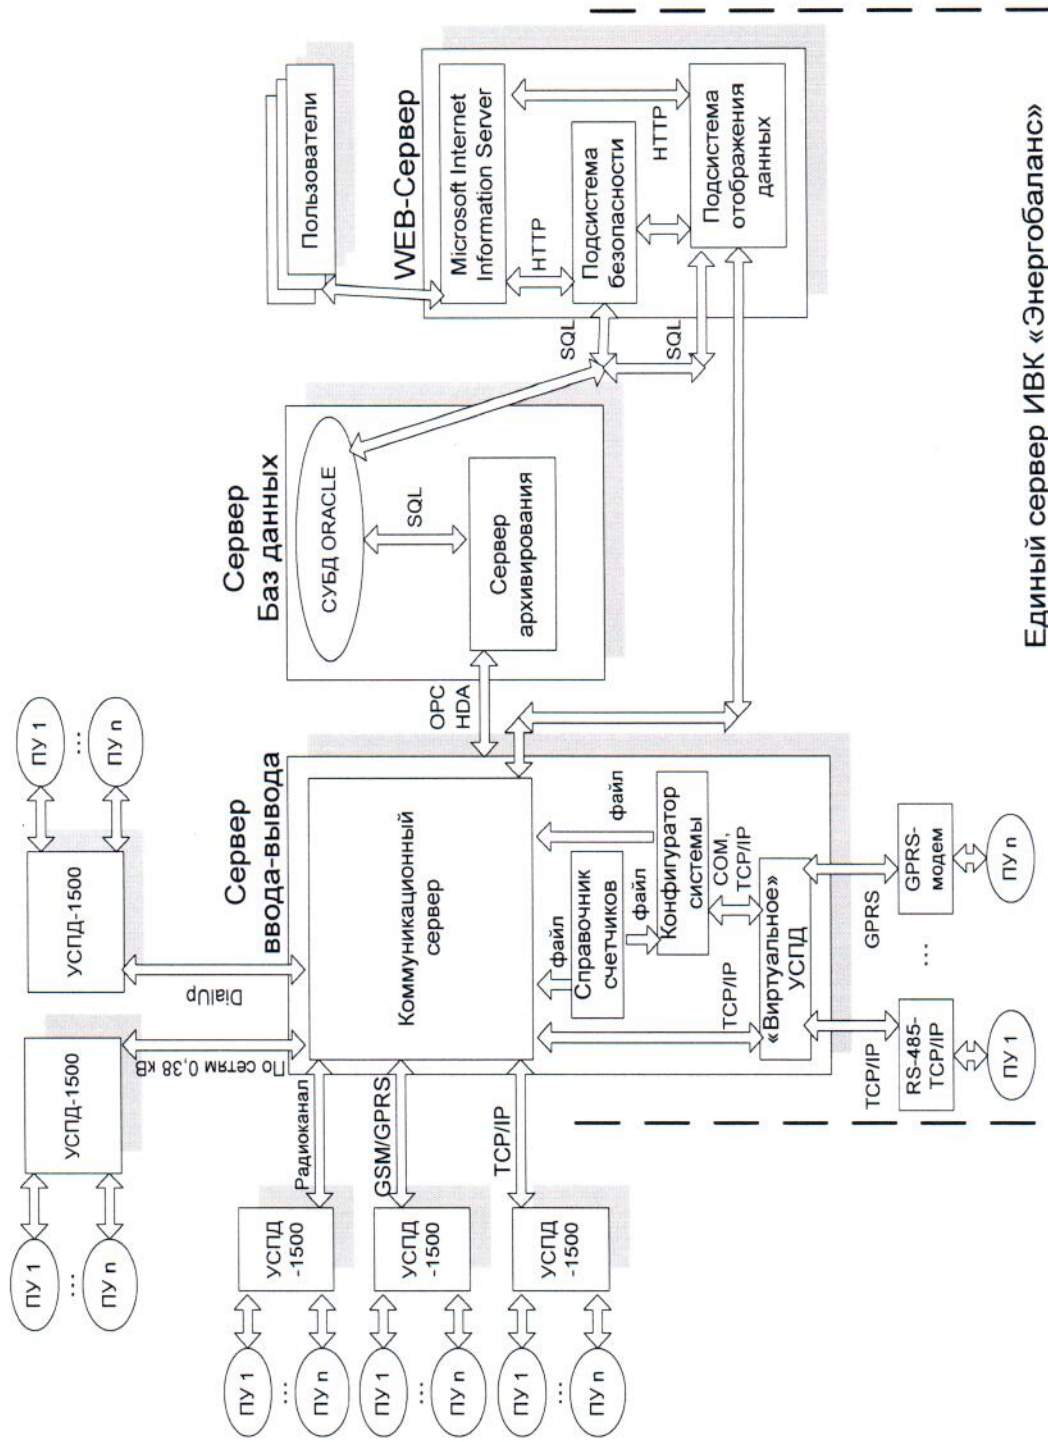 ПУ 1
...
ПУ n
УСПД-1500
ПУ 1
...
ПУ n
УСПД-1500
По сетям 0,38 кВ
DialUp
ПУ 1
...
ПУ n
УСПД
-1500
Радиоканал
ПУ 1
...
ПУ n
УСПД
-1500
GSM/GPRS
ПУ 1
...
ПУ n
УСПД
-1500
TCP/IP
Сервер
ввода-вывода
Коммуникационный
сервер
файл
файл
файл
Справочник
счетчиков
Конфигуратор
системы
TCP/IP
COM,
TCP/IP
«Виртуальное»
УСПД
TCP/IP
GPRS
RS-485-
TCP/IP
...
GPRS-
модем
ПУ 1
ПУ n
OPC
HDA
Сервер
Баз данных
СУБД ORACLE
SQL
Сервер
архивирования
SQL
SQL
Пользователи
WEB-Сервер
Microsoft Internet
Information Server
HTTP
HTTP
Подсистема
безопасности
Подсистема
отображения
данных
Единый сервер ИВК «Энергобаланс»